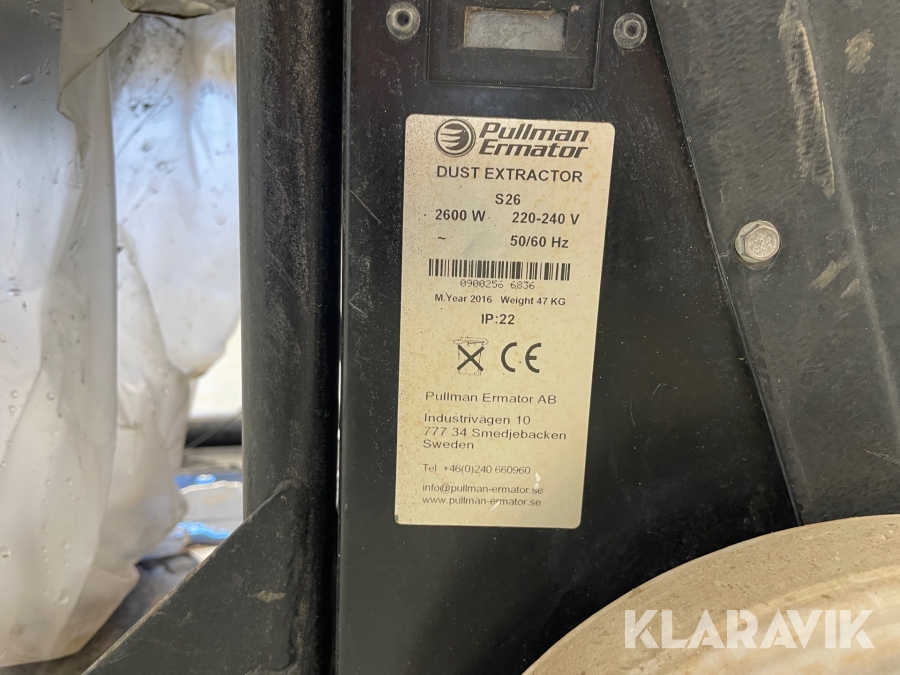 Pullman
Ermator
DUST EXTRACTOR
S26
2600 W 220-240 V
~ 50/60 Hz
0900256 6836
M.Year 2016 Weight 47 KG
IP:22
CE
Pullman Ermator AB
Industrivägen 10
777 34 Smedjebacken
Sweden
Tel +46(0)240 660960
info@pullman-ermator.se
www.pullman-ermator.se
KLARAVIK